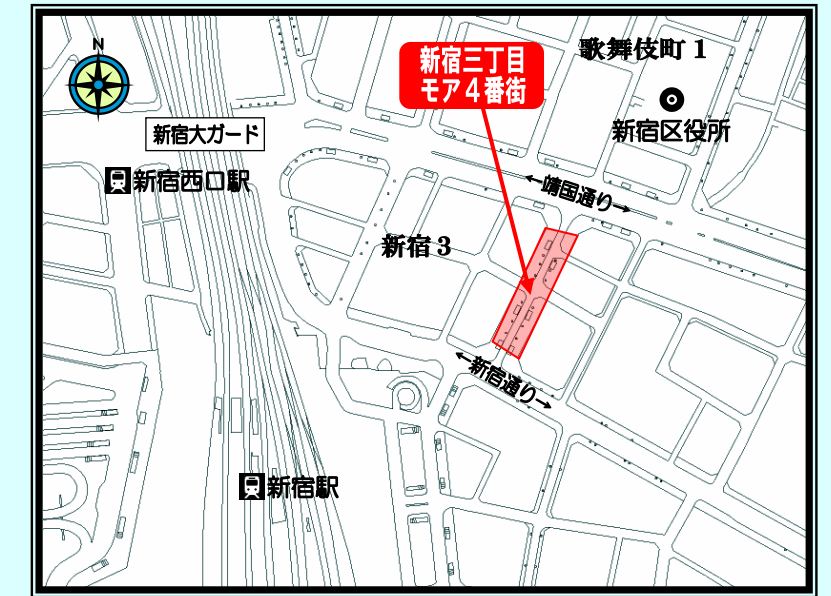 N
新宿三丁目
モア4番街
歌舞伎町1
新宿区役所
新宿大ガード
新宿西口駅
←靖国通り→
新宿3
←新宿通り→
新宿駅